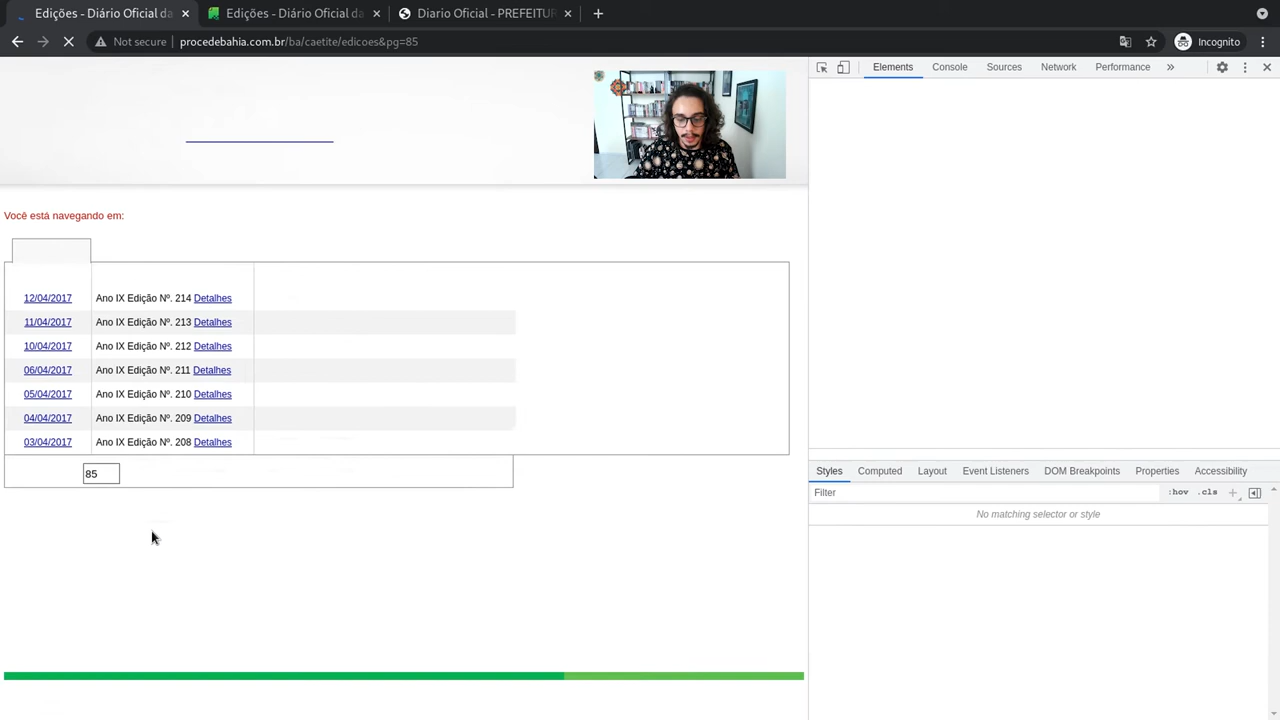 Edições - Diário Oficial da
Edições - Diário Oficial da
Diario Oficial - PREFEITUR
Not secure procedebahia.com.br/ba/caetite/edicoes&pg=85
Incognito
Elements Console Sources Network Performance
Você está navegando em:
12/04/2017 Ano IX Edição Nº. 214 Detalhes
11/04/2017 Ano IX Edição Nº. 213 Detalhes
10/04/2017 Ano IX Edição Nº. 212 Detalhes
06/04/2017 Ano IX Edição Nº. 211 Detalhes
05/04/2017 Ano IX Edição Nº. 210 Detalhes
04/04/2017 Ano IX Edição Nº. 209 Detalhes
03/04/2017 Ano IX Edição Nº. 208 Detalhes
85
Styles Computed Layout Event Listeners DOM Breakpoints Properties Accessibility
Filter
:hov .cls
No matching selector or style